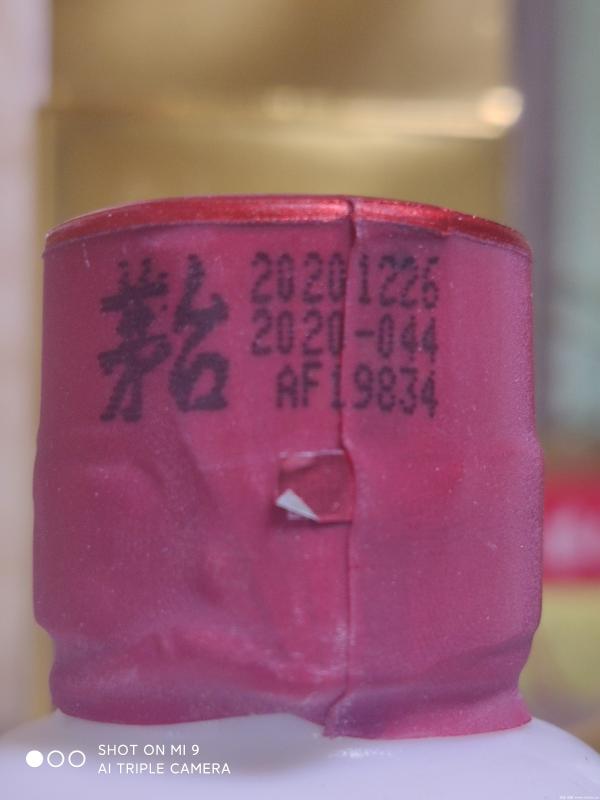 茅台
20201226
2020-044
AF19834
SHOT ON MI 9
AI TRIPLE CAMERA